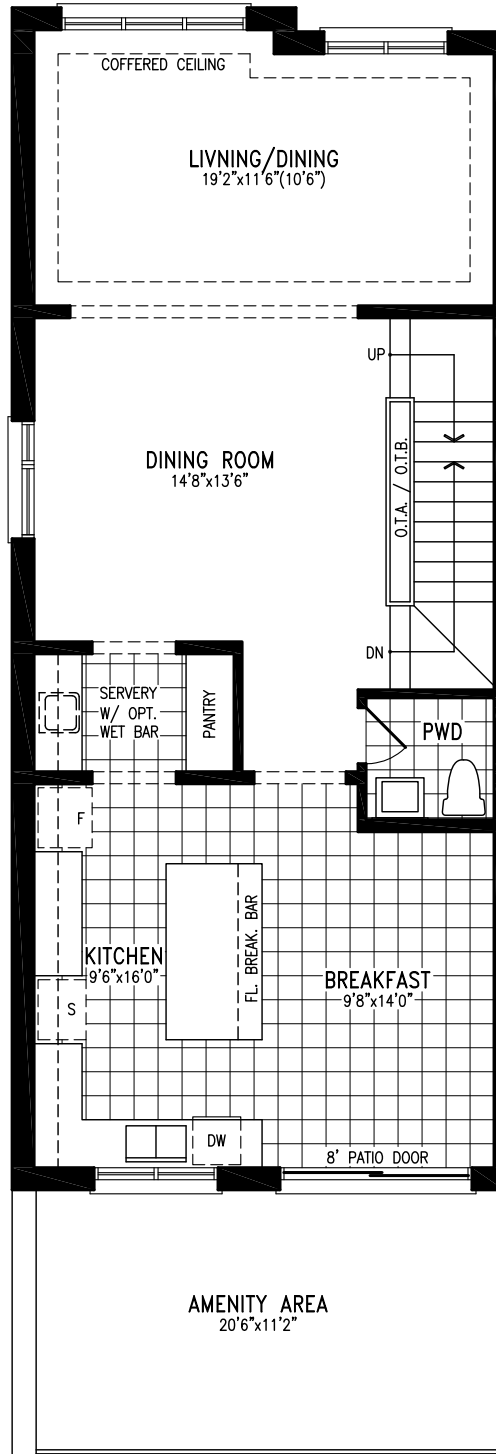 COFFERED CEILING
LIVNING/DINING
19'2"x11'6"(10'6")
UP
DINING ROOM
14'8"x13'6"
O.T.A. / O.T.B.
DN
SERVERY
W/ OPT.
WET BAR
PANTRY
PWD
F
FL. BREAK. BAR
KITCHEN
9'6"x16'0"
BREAKFAST
9'8"x14'0"
S
DW
8' PATIO DOOR
AMENITY AREA
20'6"x11'2"